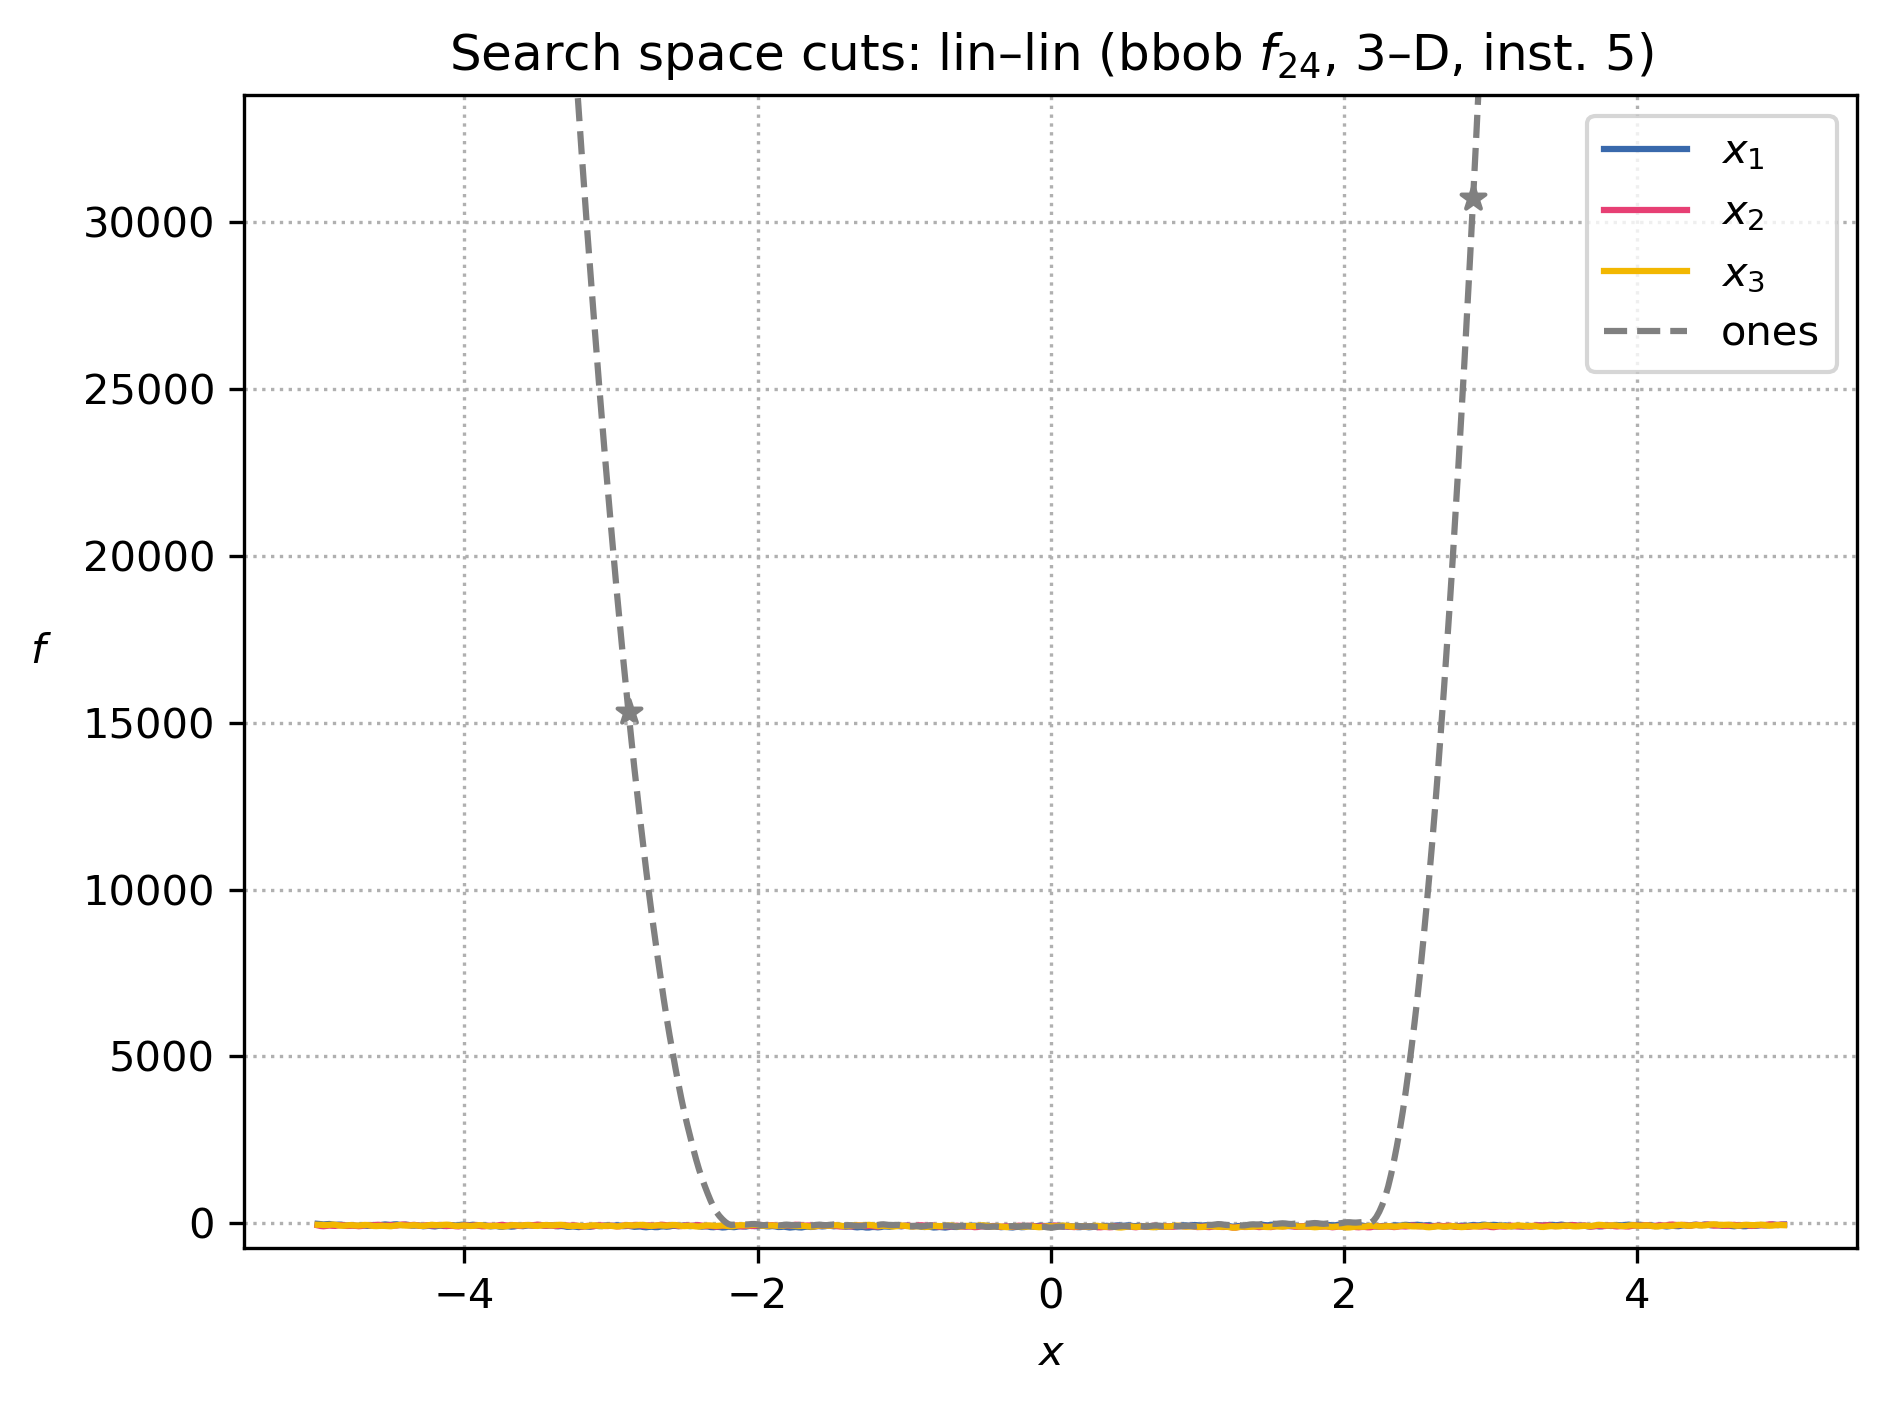 Search space cuts: lin–lin (bbob f₂₄, 3–D, inst. 5)
x₁
x₂
x₃
ones
30000
25000
20000
15000
10000
5000
0
f
−4
−2
0
2
4
x